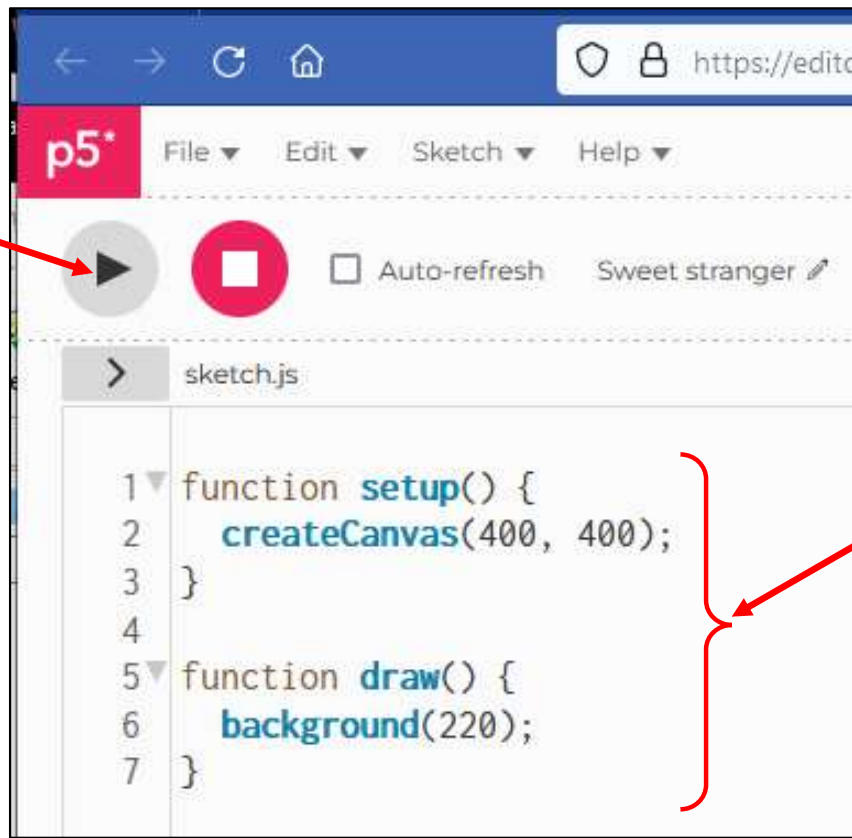 https://edito
p5*
File ▼ Edit ▼ Sketch ▼ Help ▼
Auto-refresh Sweet stranger
> sketch.js
1 function setup() {
2   createCanvas(400, 400);
3 }
4
5 function draw() {
6   background(220);
7 }